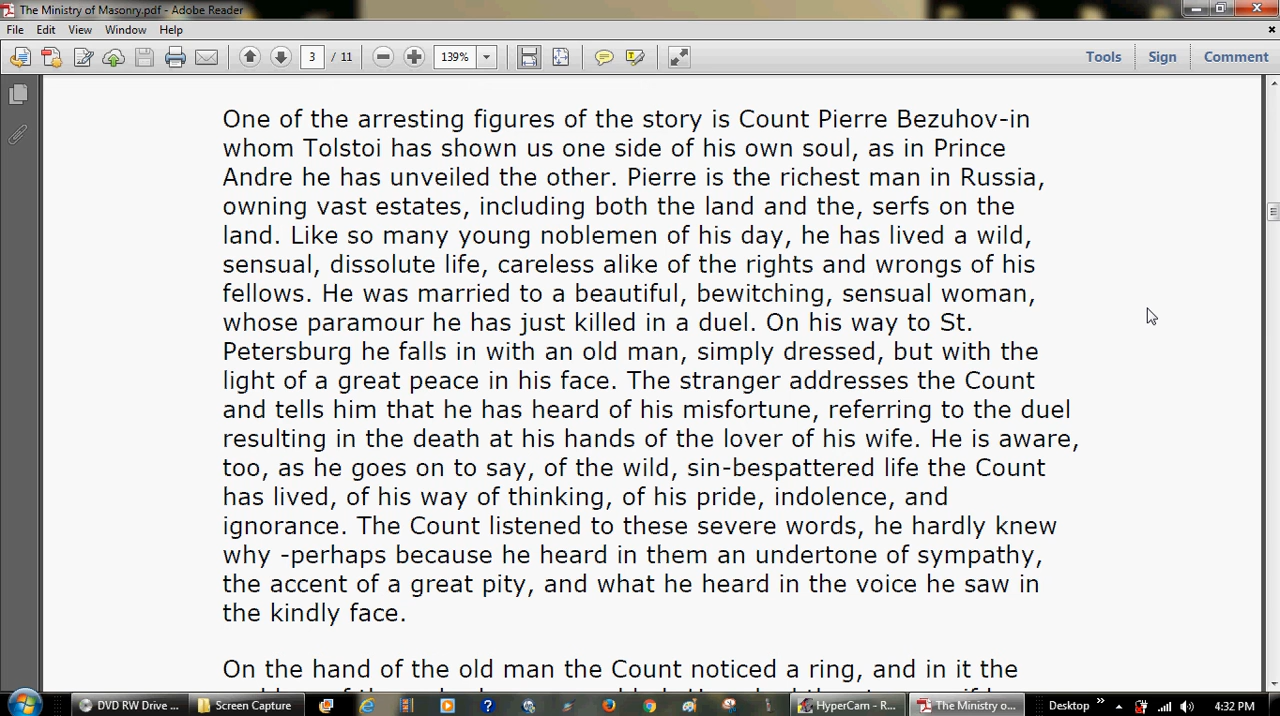 The Ministry of Masonry.pdf - Adobe Reader
File Edit View Window Help
3 / 11 139% Tools Sign Comment
One of the arresting figures of the story is Count Pierre Bezuhov-in
whom Tolstoi has shown us one side of his own soul, as in Prince
Andre he has unveiled the other. Pierre is the richest man in Russia,
owning vast estates, including both the land and the, serfs on the
land. Like so many young noblemen of his day, he has lived a wild,
sensual, dissolute life, careless alike of the rights and wrongs of his
fellows. He was married to a beautiful, bewitching, sensual woman,
whose paramour he has just killed in a duel. On his way to St.
Petersburg he falls in with an old man, simply dressed, but with the
light of a great peace in his face. The stranger addresses the Count
and tells him that he has heard of his misfortune, referring to the duel
resulting in the death at his hands of the lover of his wife. He is aware,
too, as he goes on to say, of the wild, sin-bespattered life the Count
has lived, of his way of thinking, of his pride, indolence, and
ignorance. The Count listened to these severe words, he hardly knew
why -perhaps because he heard in them an undertone of sympathy,
the accent of a great pity, and what he heard in the voice he saw in
the kindly face.
On the hand of the old man the Count noticed a ring, and in it the
DVD RW Drive ... Screen Capture HyperCam - R... The Ministry o... Desktop 4:32 PM